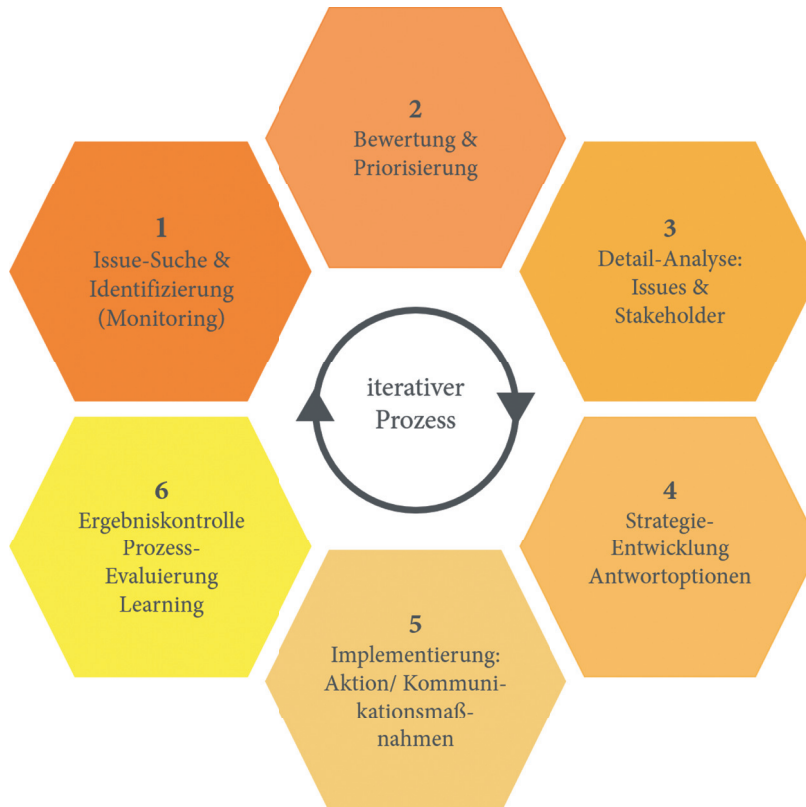 1
Issue-Suche &
Identifizierung
(Monitoring)
2
Bewertung &
Priorisierung
3
Detail-Analyse:
Issues &
Stakeholder
4
Strategie-
Entwicklung
Antwortoptionen
5
Implementierung:
Aktion/ Kommuni-
kationsmaß-
nahmen
6
Ergebniskontrolle
Prozess-
Evaluierung
Learning
iterativer
Prozess